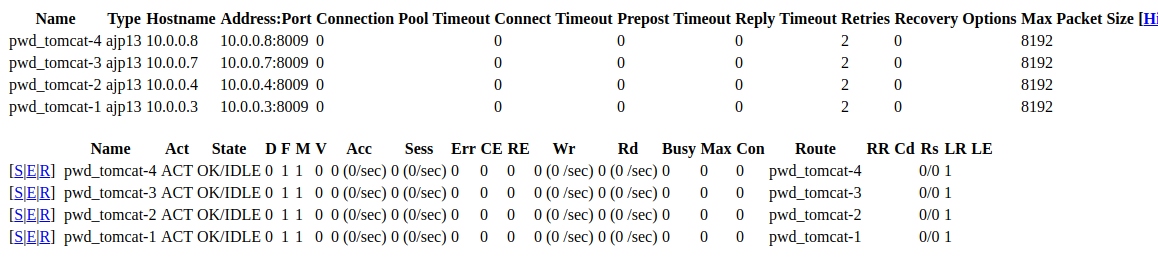 Name Type Hostname Address:Port Connection Pool Timeout Connect Timeout Prepost Timeout Reply Timeout Retries Recovery Options Max Packet Size [Hi
pwd_tomcat-4 ajp13 10.0.0.8 10.0.0.8:8009 0 0 0 0 2 0 8192
pwd_tomcat-3 ajp13 10.0.0.7 10.0.0.7:8009 0 0 0 0 2 0 8192
pwd_tomcat-2 ajp13 10.0.0.4 10.0.0.4:8009 0 0 0 0 2 0 8192
pwd_tomcat-1 ajp13 10.0.0.3 10.0.0.3:8009 0 0 0 0 2 0 8192
Name Act State D F M V Acc Sess Err CE RE Wr Rd Busy Max Con Route RR Cd Rs LR LE
[S|E|R] pwd_tomcat-4 ACT OK/IDLE 0 1 1 0 0 (0/sec) 0 (0/sec) 0 0 0 0 (0 /sec) 0 (0 /sec) 0 0 0 pwd_tomcat-4 0/0 1
[S|E|R] pwd_tomcat-3 ACT OK/IDLE 0 1 1 0 0 (0/sec) 0 (0/sec) 0 0 0 0 (0 /sec) 0 (0 /sec) 0 0 0 pwd_tomcat-3 0/0 1
[S|E|R] pwd_tomcat-2 ACT OK/IDLE 0 1 1 0 0 (0/sec) 0 (0/sec) 0 0 0 0 (0 /sec) 0 (0 /sec) 0 0 0 pwd_tomcat-2 0/0 1
[S|E|R] pwd_tomcat-1 ACT OK/IDLE 0 1 1 0 0 (0/sec) 0 (0/sec) 0 0 0 0 (0 /sec) 0 (0 /sec) 0 0 0 pwd_tomcat-1 0/0 1